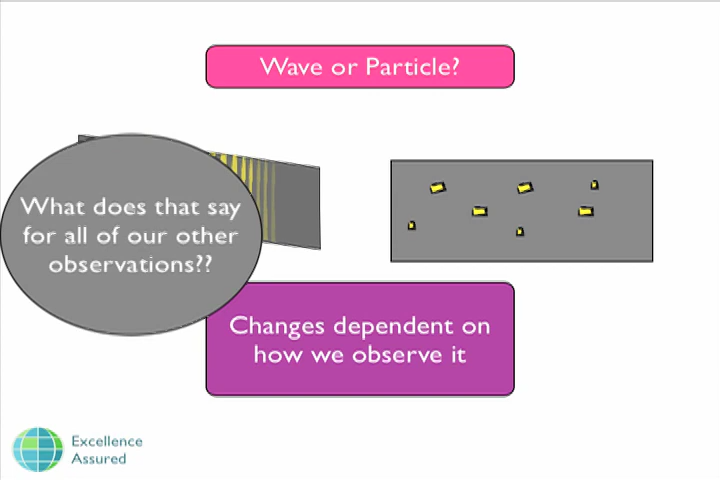 Wave or Particle?
What does that say
for all of our other
observations??
Changes dependent on
how we observe it
Excellence
Assured